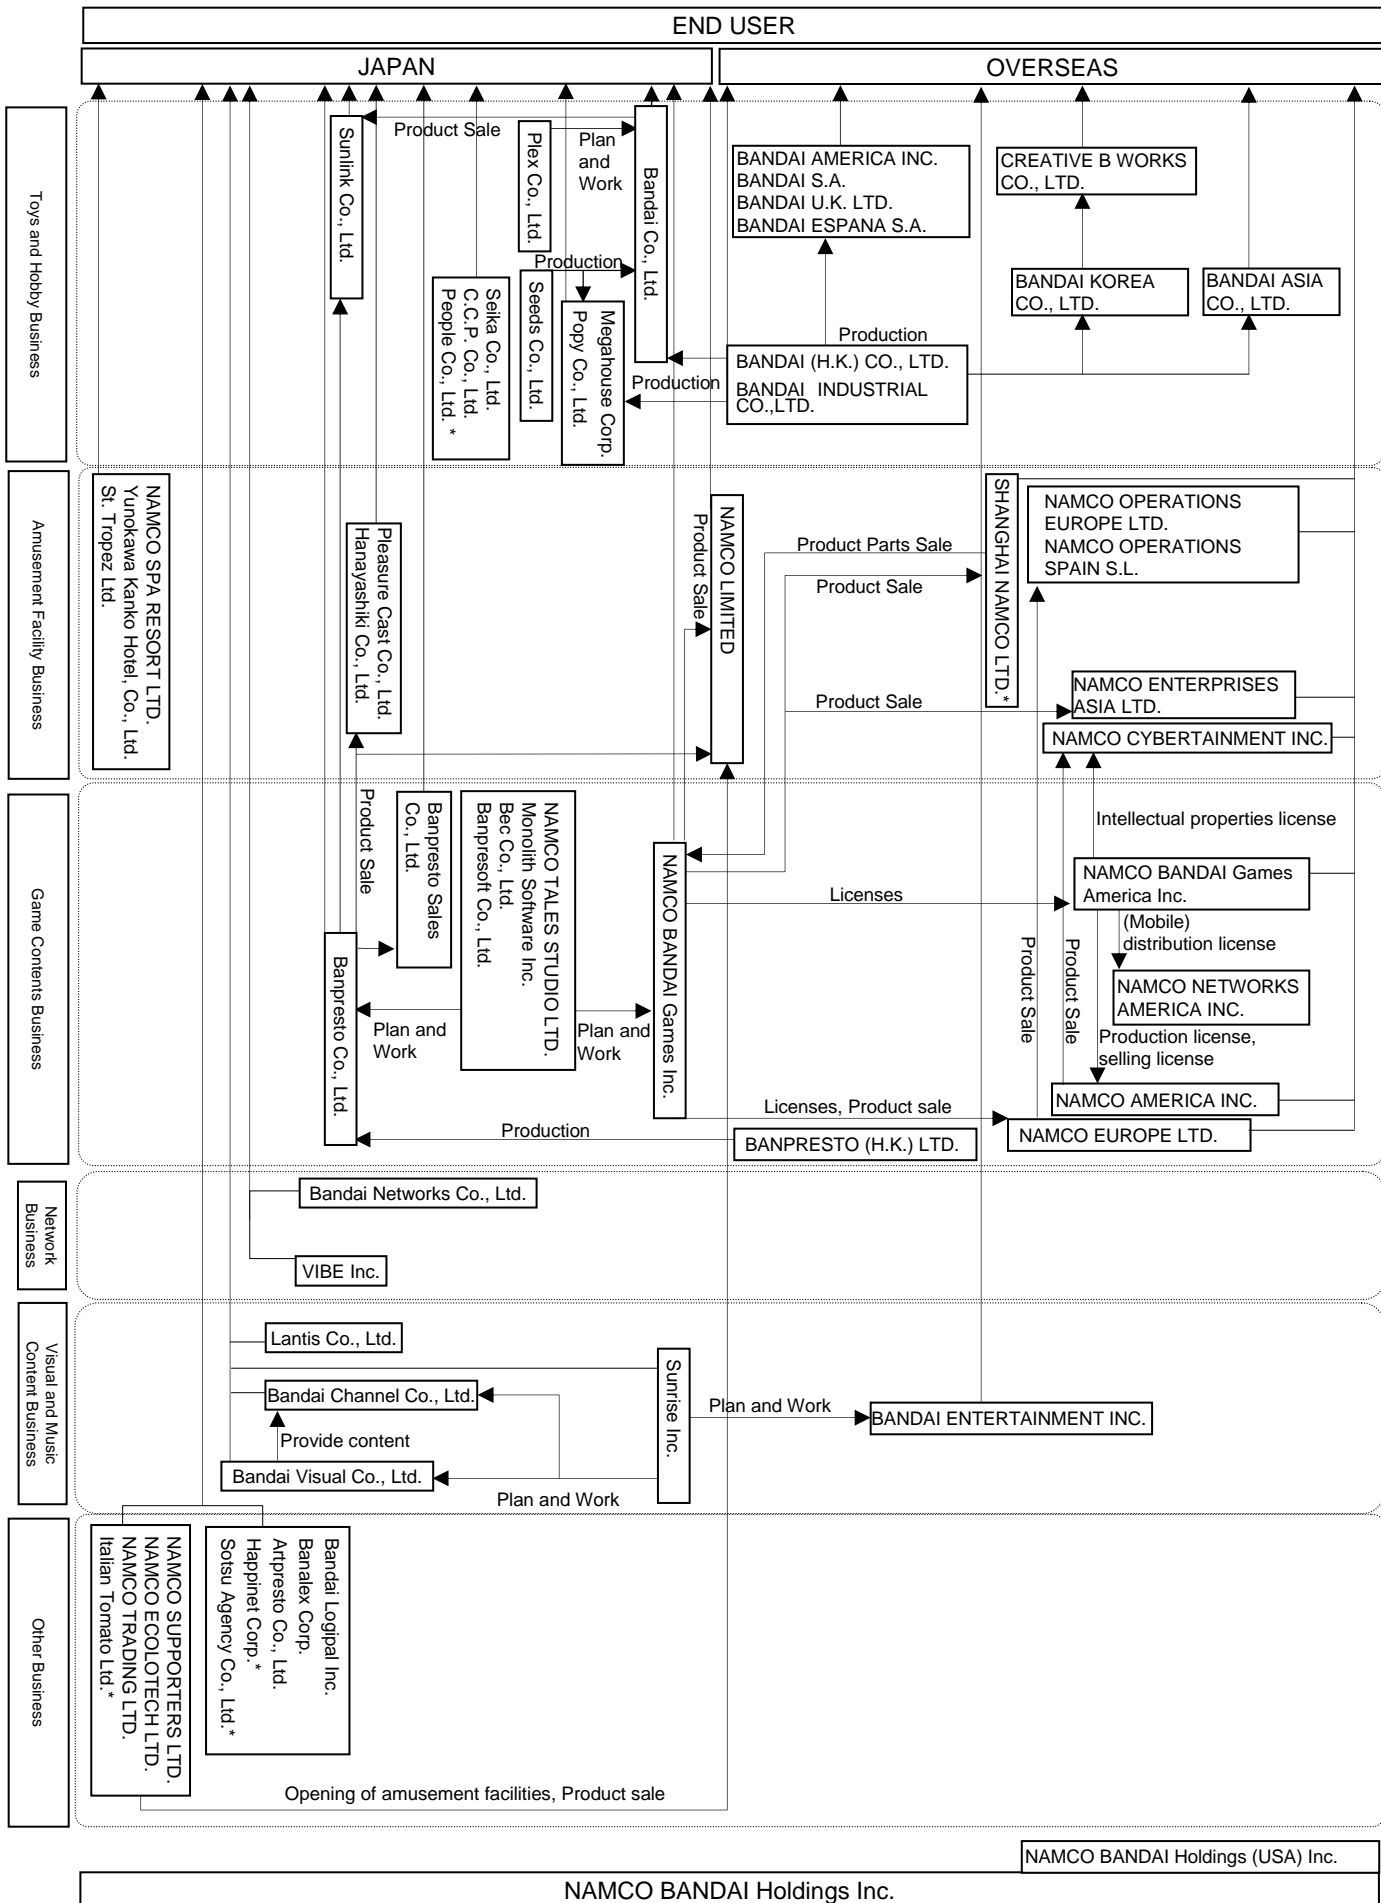 END USER
JAPAN
OVERSEAS
Toys and Hobby Business
Sunlink Co., Ltd.
Product Sale
Plex Co., Ltd.
Plan
and
Work
Bandai Co., Ltd.
BANDAI AMERICA INC.
BANDAI S.A.
BANDAI U.K. LTD.
BANDAI ESPANA S.A.
CREATIVE B WORKS
CO., LTD.
Production
Seika Co., Ltd.
C.C.P. Co., Ltd.
People Co., Ltd. *
Seeds Co., Ltd.
Megahouse Corp.
Popy Co., Ltd.
BANDAI KOREA
CO., LTD.
BANDAI ASIA
CO., LTD.
Production
BANDAI (H.K.) CO., LTD.
BANDAI INDUSTRIAL
CO.,LTD.
Production
Amusement Facility Business
NAMCO SPA RESORT LTD.
Yunokawa Kanko Hotel, Co., Ltd.
St. Tropez Ltd.
Pleasure Cast Co., Ltd.
Hanayashiki Co., Ltd.
Product Sale
NAMCO LIMITED
Product Parts Sale
Product Sale
SHANGHAI NAMCO LTD.*
NAMCO OPERATIONS
EUROPE LTD.
NAMCO OPERATIONS
SPAIN S.L.
Product Sale
NAMCO ENTERPRISES
ASIA LTD.
NAMCO CYBERTAINMENT INC.
Game Contents Business
Product Sale
Banpresto Sales
Co., Ltd.
NAMCO TALES STUDIO LTD.
Monolith Software Inc.
Bec Co., Ltd.
Banpresoft Co., Ltd.
NAMCO BANDAI Games Inc.
Intellectual properties license
NAMCO BANDAI Games
America Inc.
Licenses
(Mobile)
distribution license
NAMCO NETWORKS
AMERICA INC.
Product Sale
Product Sale
Banpresto Co., Ltd.
Plan and
Work
Plan and
Work
Production license,
selling license
NAMCO AMERICA INC.
Licenses, Product sale
NAMCO EUROPE LTD.
Production
BANPRESTO (H.K.) LTD.
Network
Business
Bandai Networks Co., Ltd.
VIBE Inc.
Visual and Music
Content Business
Lantis Co., Ltd.
Sunrise Inc.
Bandai Channel Co., Ltd.
Plan and Work
BANDAI ENTERTAINMENT INC.
Provide content
Bandai Visual Co., Ltd.
Plan and Work
Other Business
NAMCO SUPPORTERS LTD.
NAMCO ECOLOTECH LTD.
NAMCO TRADING LTD.
Italian Tomato Ltd.*
Bandai Logipal Inc.
Banalex Corp.
Artpresto Co., Ltd.
Happinet Corp.*
Sotsu Agency Co., Ltd.*
Opening of amusement facilities, Product sale
NAMCO BANDAI Holdings (USA) Inc.
NAMCO BANDAI Holdings Inc.